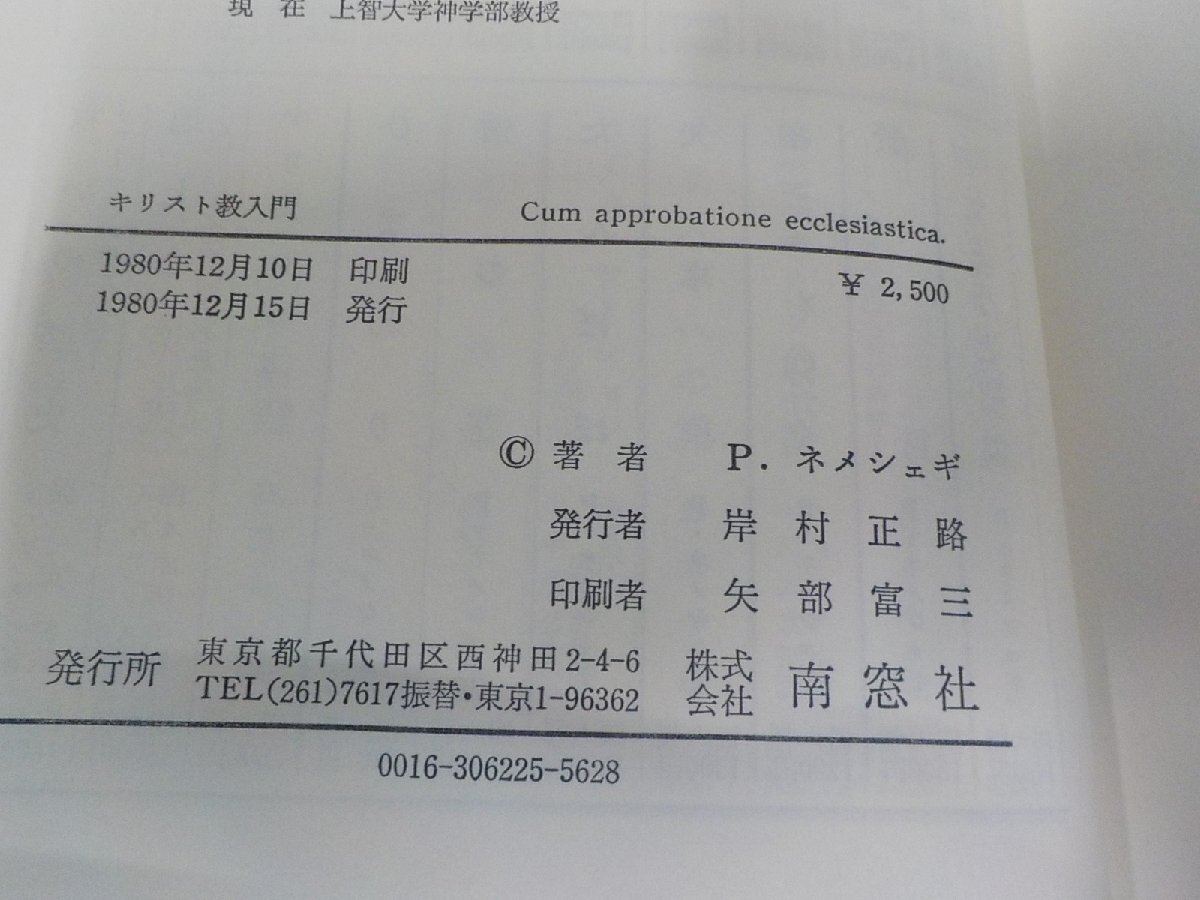 現 在 上智大学神学部教授
キリスト教入門 Cum approbatione ecclesiastica.
1980年12月10日 印刷 ¥ 2,500
1980年12月15日 発行
© 著 者 P. ネメシェギ
発行者 岸 村 正 路
印刷者 矢 部 富 三
発行所 東京都千代田区西神田2-4-6 株式会社 南 窓 社
TEL(261)7617振替・東京1-96362
0016-306225-5628